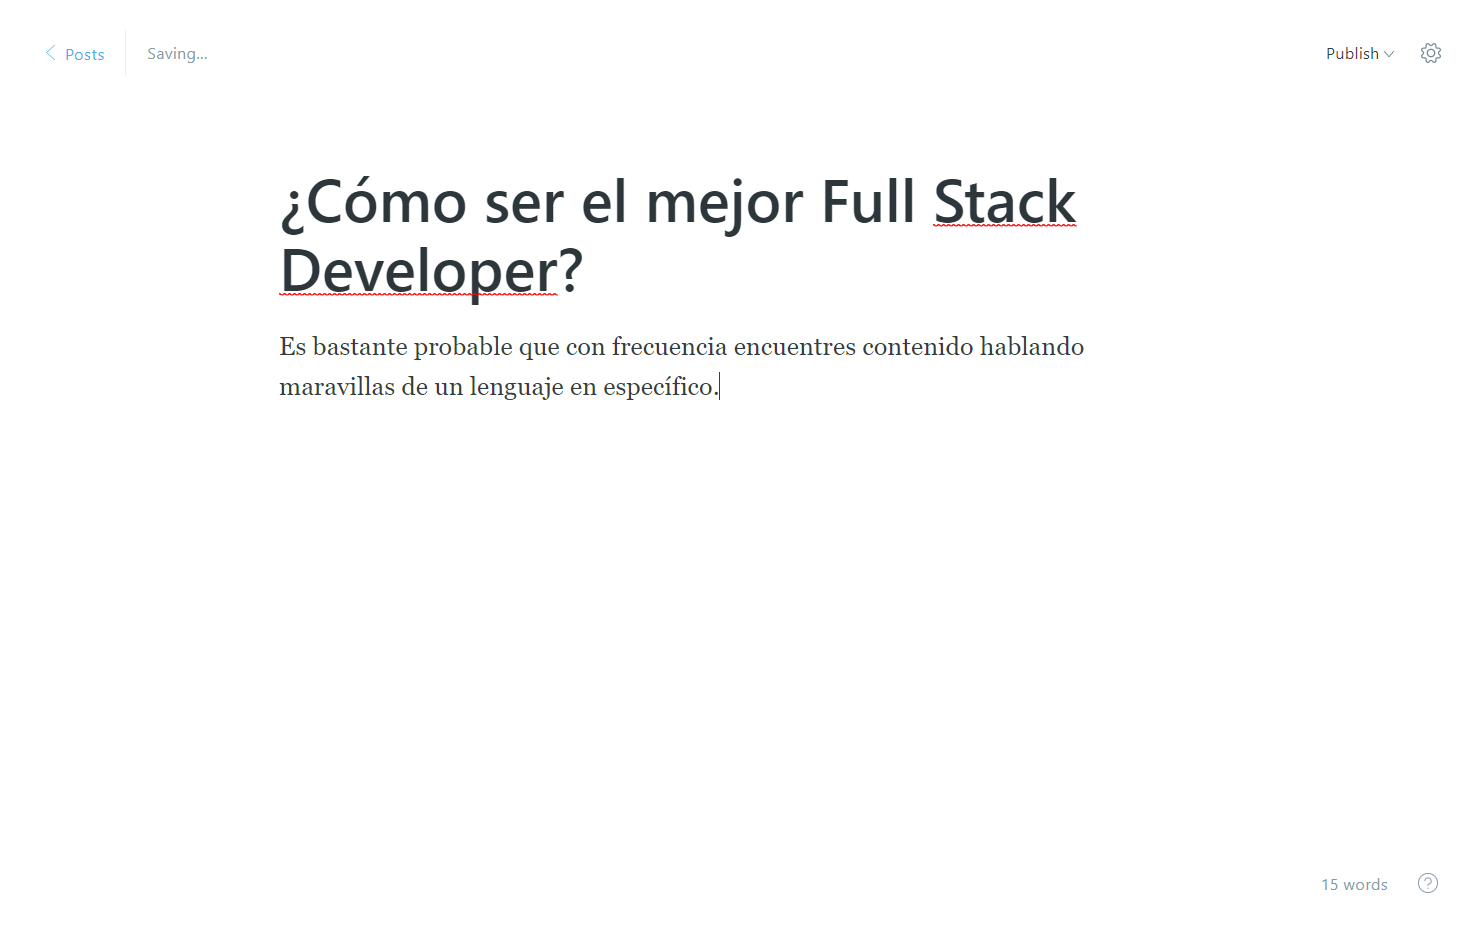 Posts
Saving...
Publish
¿Cómo ser el mejor Full Stack
Developer?
Es bastante probable que con frecuencia encuentres contenido hablando
maravillas de un lenguaje en específico.
15 words
?